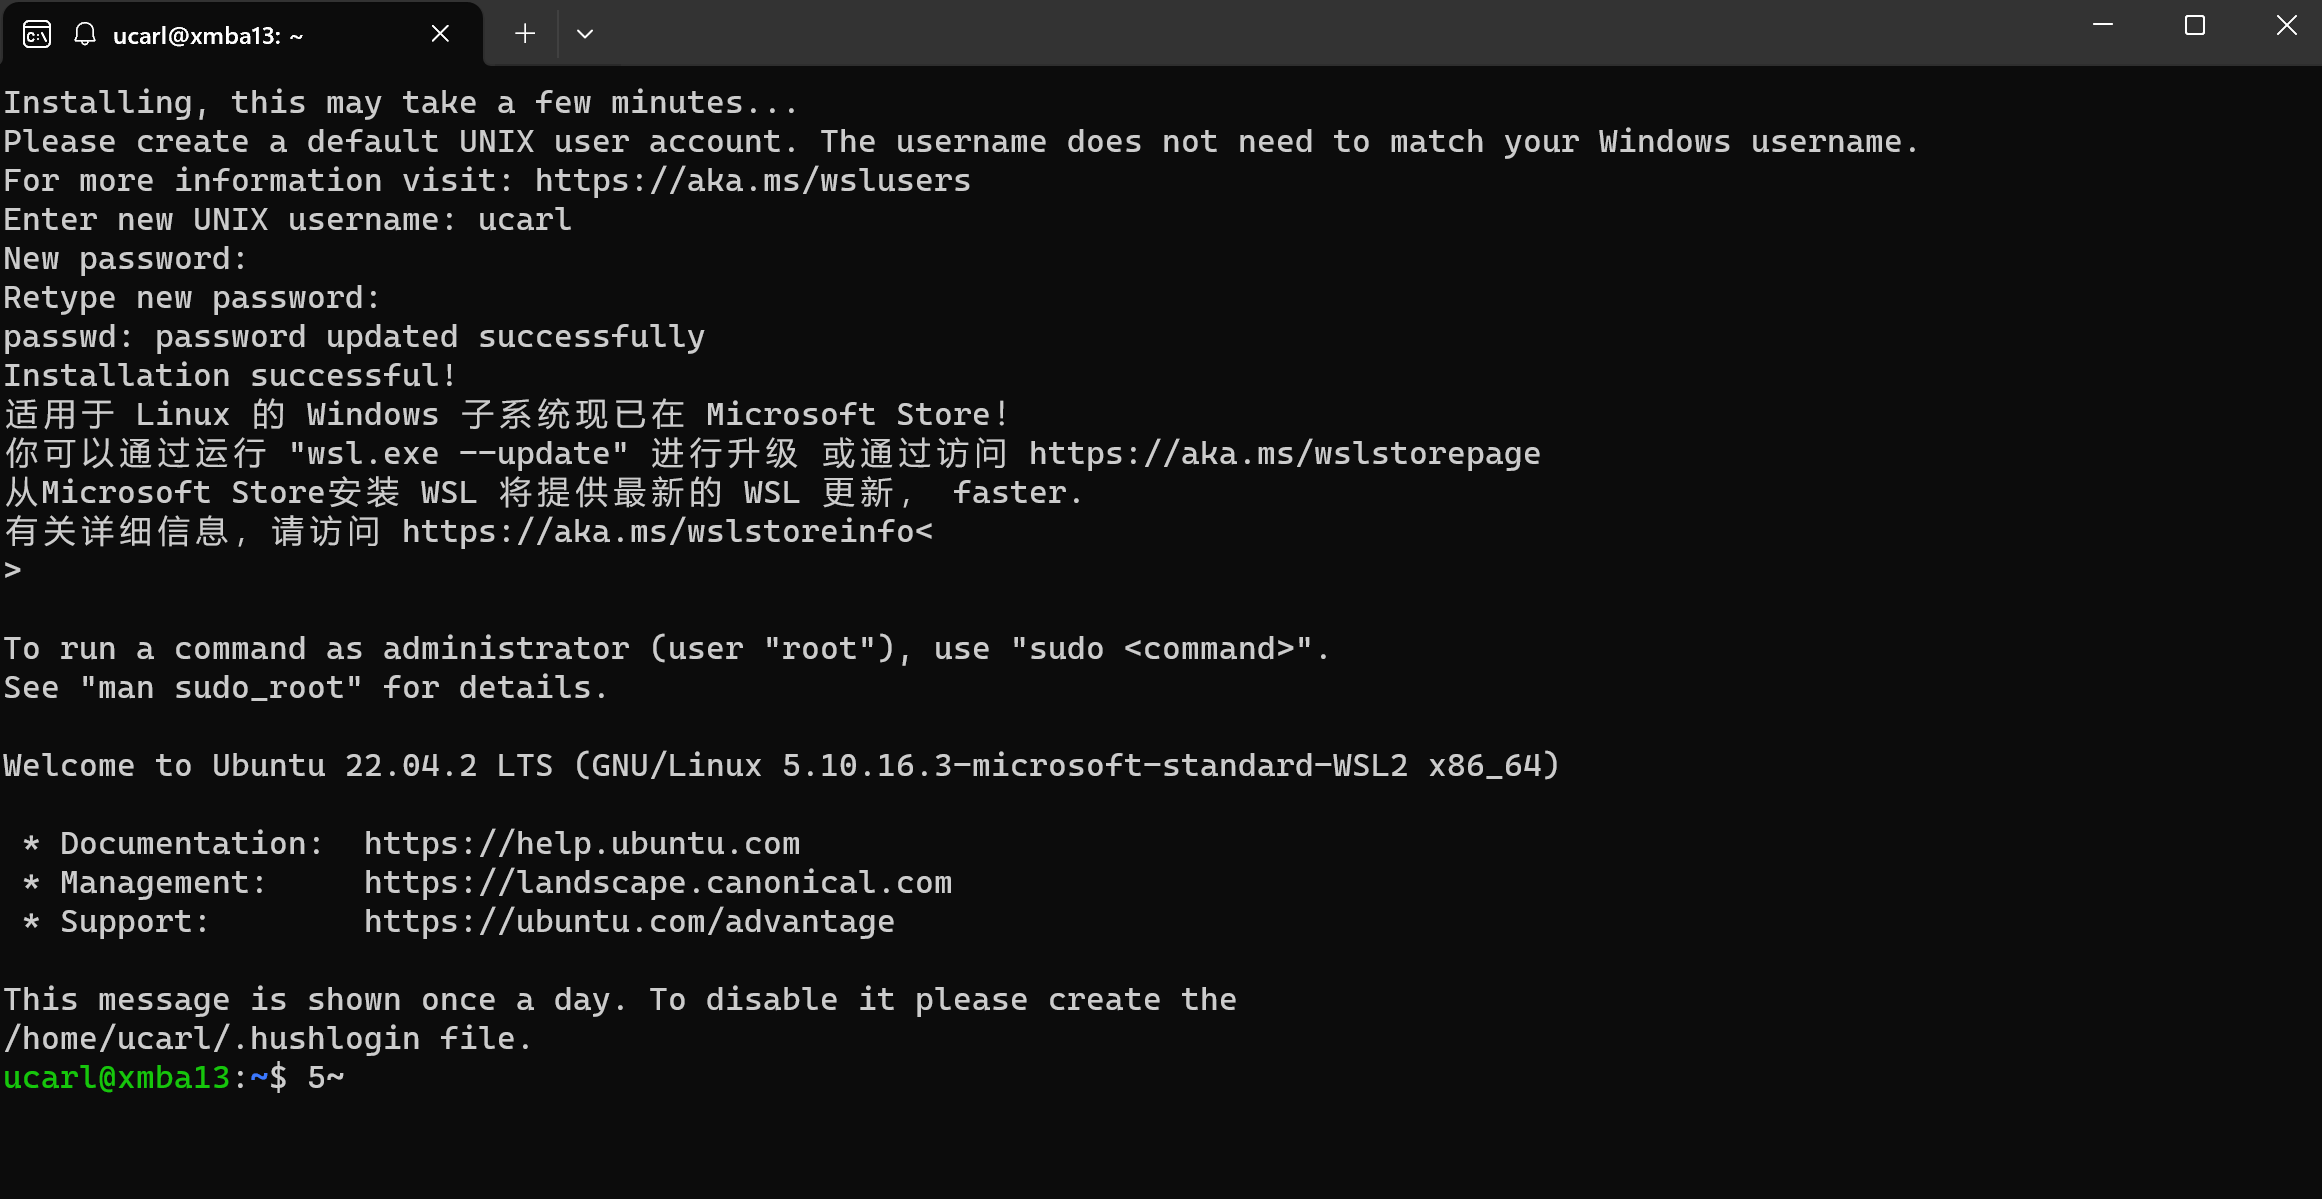 ucarl@xmba13: ~
Installing, this may take a few minutes...
Please create a default UNIX user account. The username does not need to match your Windows username.
For more information visit: https://aka.ms/wslusers
Enter new UNIX username: ucarl
New password:
Retype new password:
passwd: password updated successfully
Installation successful!
适用于 Linux 的 Windows 子系统现已在 Microsoft Store!
你可以通过运行 "wsl.exe --update" 进行升级 或通过访问 https://aka.ms/wslstorepage
从Microsoft Store安装 WSL 将提供最新的 WSL 更新， faster.
有关详细信息，请访问 https://aka.ms/wslstoreinfo<
>
To run a command as administrator (user "root"), use "sudo <command>".
See "man sudo_root" for details.
Welcome to Ubuntu 22.04.2 LTS (GNU/Linux 5.10.16.3-microsoft-standard-WSL2 x86_64)
* Documentation:  https://help.ubuntu.com
* Management:     https://landscape.canonical.com
* Support:        https://ubuntu.com/advantage
This message is shown once a day. To disable it please create the
/home/ucarl/.hushlogin file.
ucarl@xmba13:~$ 5~